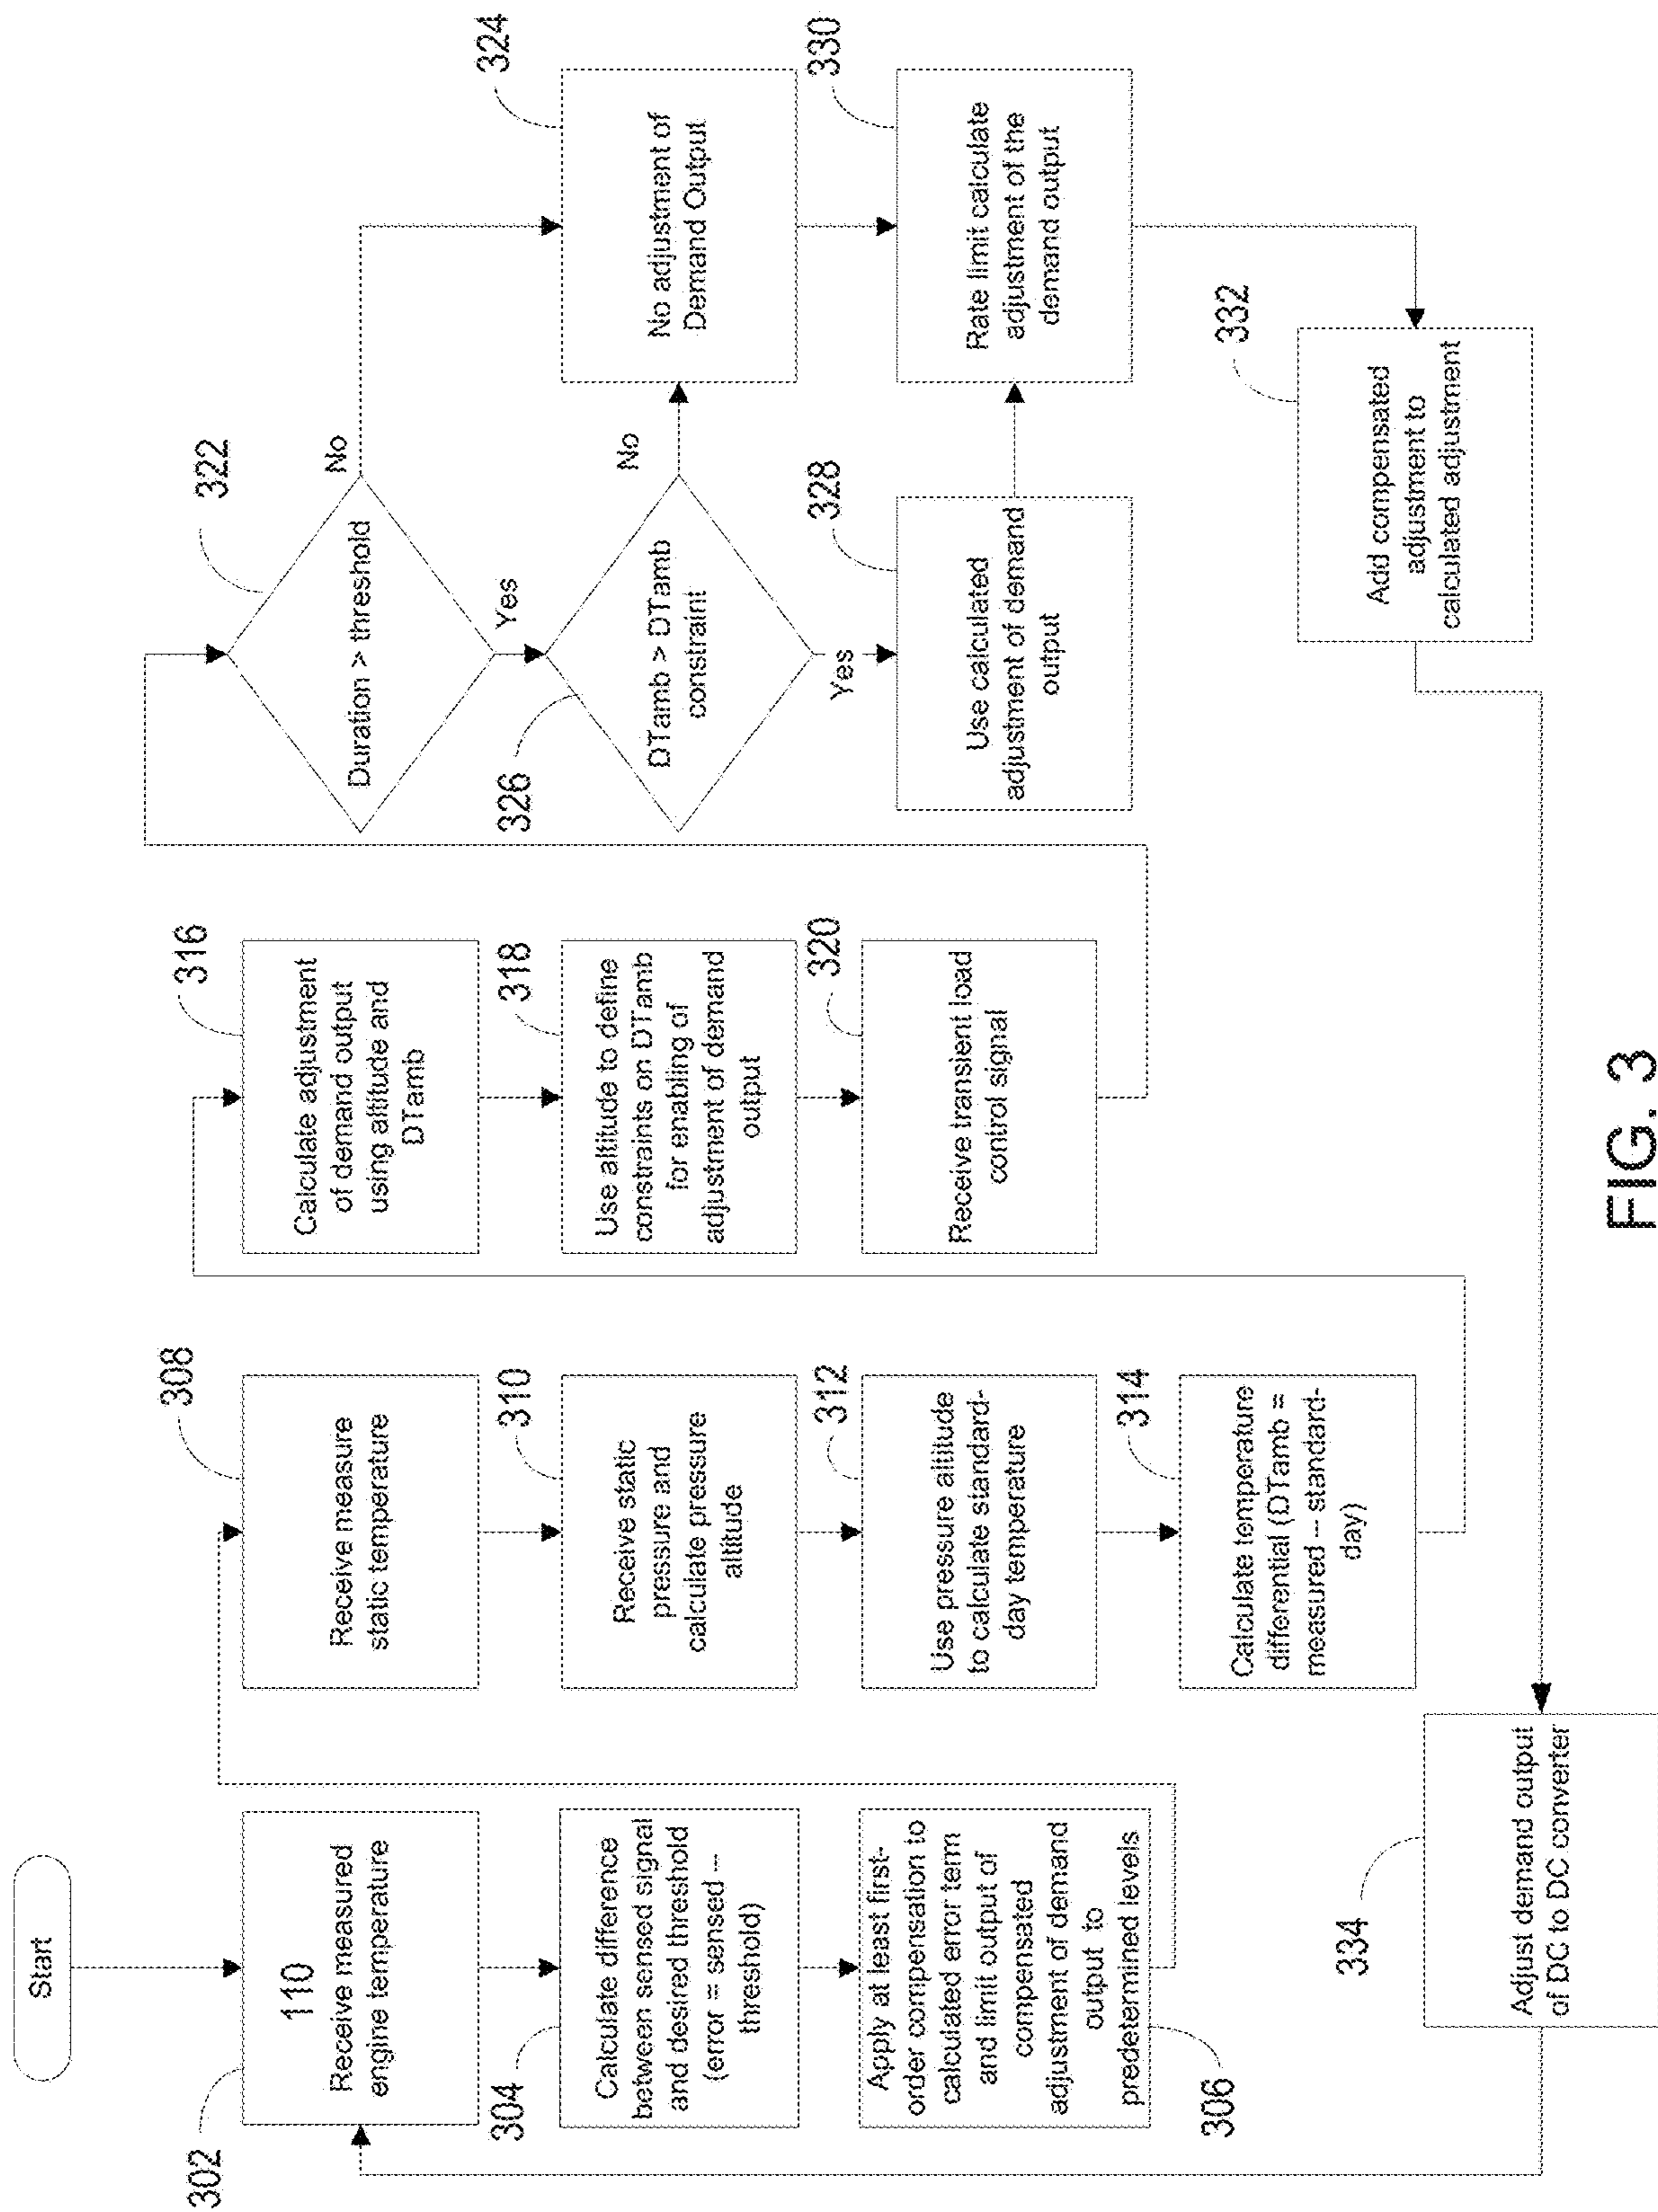 Start
302
110
Receive measured
engine temperature
304
Calculate difference
between sensed signal
and desired threshold
(error = sensed --
threshold)
Apply at least first-
order compensation to
calculated error term
and limit output of
compensated
adjustment of demand
output to
predetermined levels
306
308
Receive measure
static temperature
310
Receive static
pressure and
calculate pressure
altitude
312
Use pressure altitude
to calculate standard-
day temperature
314
Calculate temperature
differential (DTamb =
measured -- standard-
day)
316
Calculate adjustment
of demand output
using altitude and
DTamb
318
Use altitude to define
constraints on DTamb
for enabling of
adjustment of demand
output
320
Receive transient load
control signal
322
Duration > threshold
No
Yes
324
No adjustment of
Demand Output
326
DTamb > DTamb
constraint
No
Yes
328
Use calculated
adjustment of demand
output
330
Rate limit calculate
adjustment of the
demand output
332
Add compensated
adjustment to
calculated adjustment
334
Adjust demand output
of DC to DC converter
FIG. 3